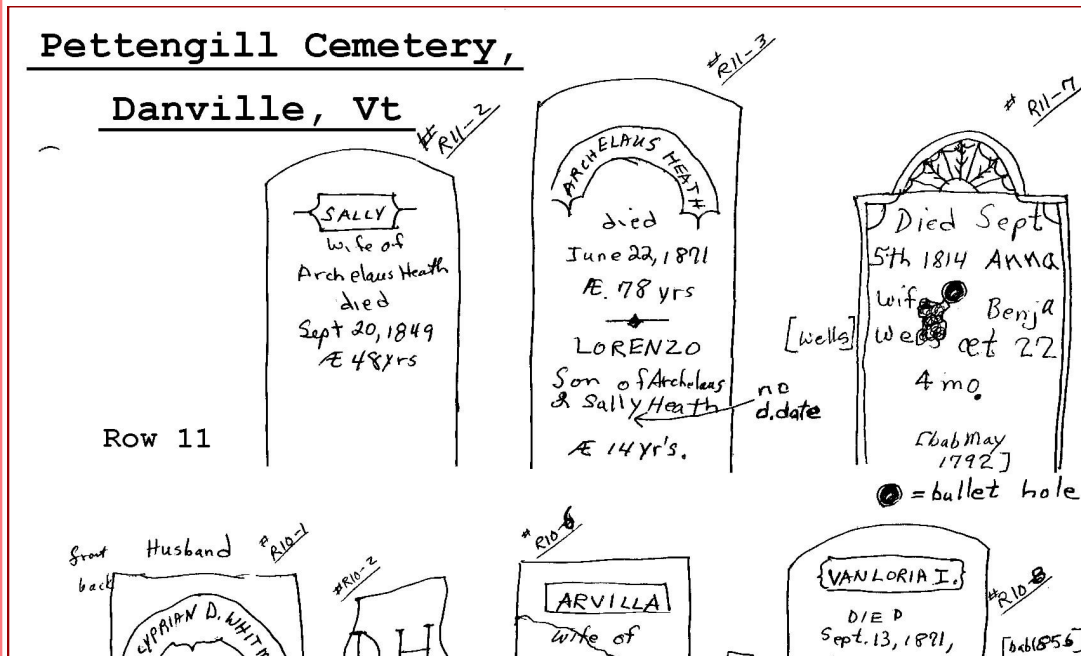 Pettengill Cemetery,
Danville, Vt
# R11-2
SALLY
Wife of
Archelaus Heath
died
Sept 20, 1849
Æ 48 yrs
# R11-3
ARCHELAUS HEATH
died
June 22, 1871
Æ. 78 yrs
LORENZO
Son of Archelaus
& Sally Heath
no
d.date
Æ 14 yr's.
# R11-7
Died Sept
5th 1814 Anna
wife Benja
[Wells] Wells æt 22
4 mo.
[bab May
1792]
= bullet hole
Row 11
front
back
Husband
# R10-1
CYPRIAN D. WHIT
# R10-2
D H
# R10-6
ARVILLA
Wife of
VANLORIA I.
# R10-8
DIED
Sept. 13, 1871,
[bab1856]